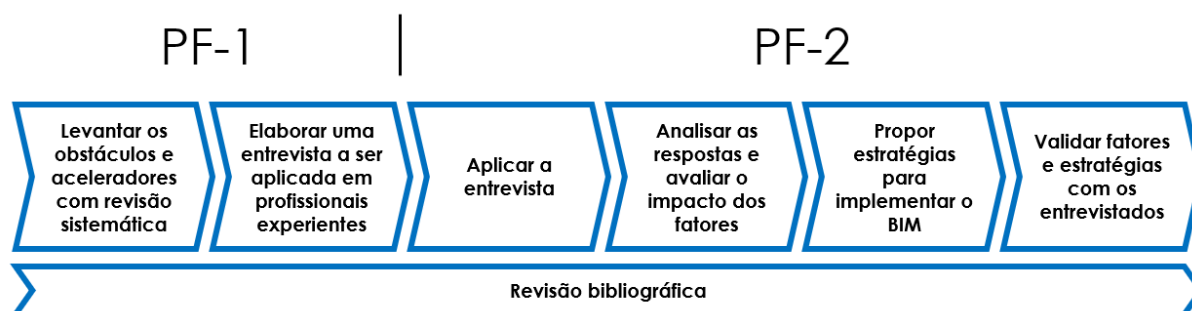 PF-1
PF-2
Levantar os
obstáculos e
aceleradores
com revisão
sistemática
Elaborar uma
entrevista a ser
aplicada em
profissionais
experientes
Aplicar a
entrevista
Analisar as
respostas e
avaliar o
impacto dos
fatores
Propor
estratégias
para
implementar o
BIM
Validar fatores
e estratégias
com os
entrevistados
Revisão bibliográfica